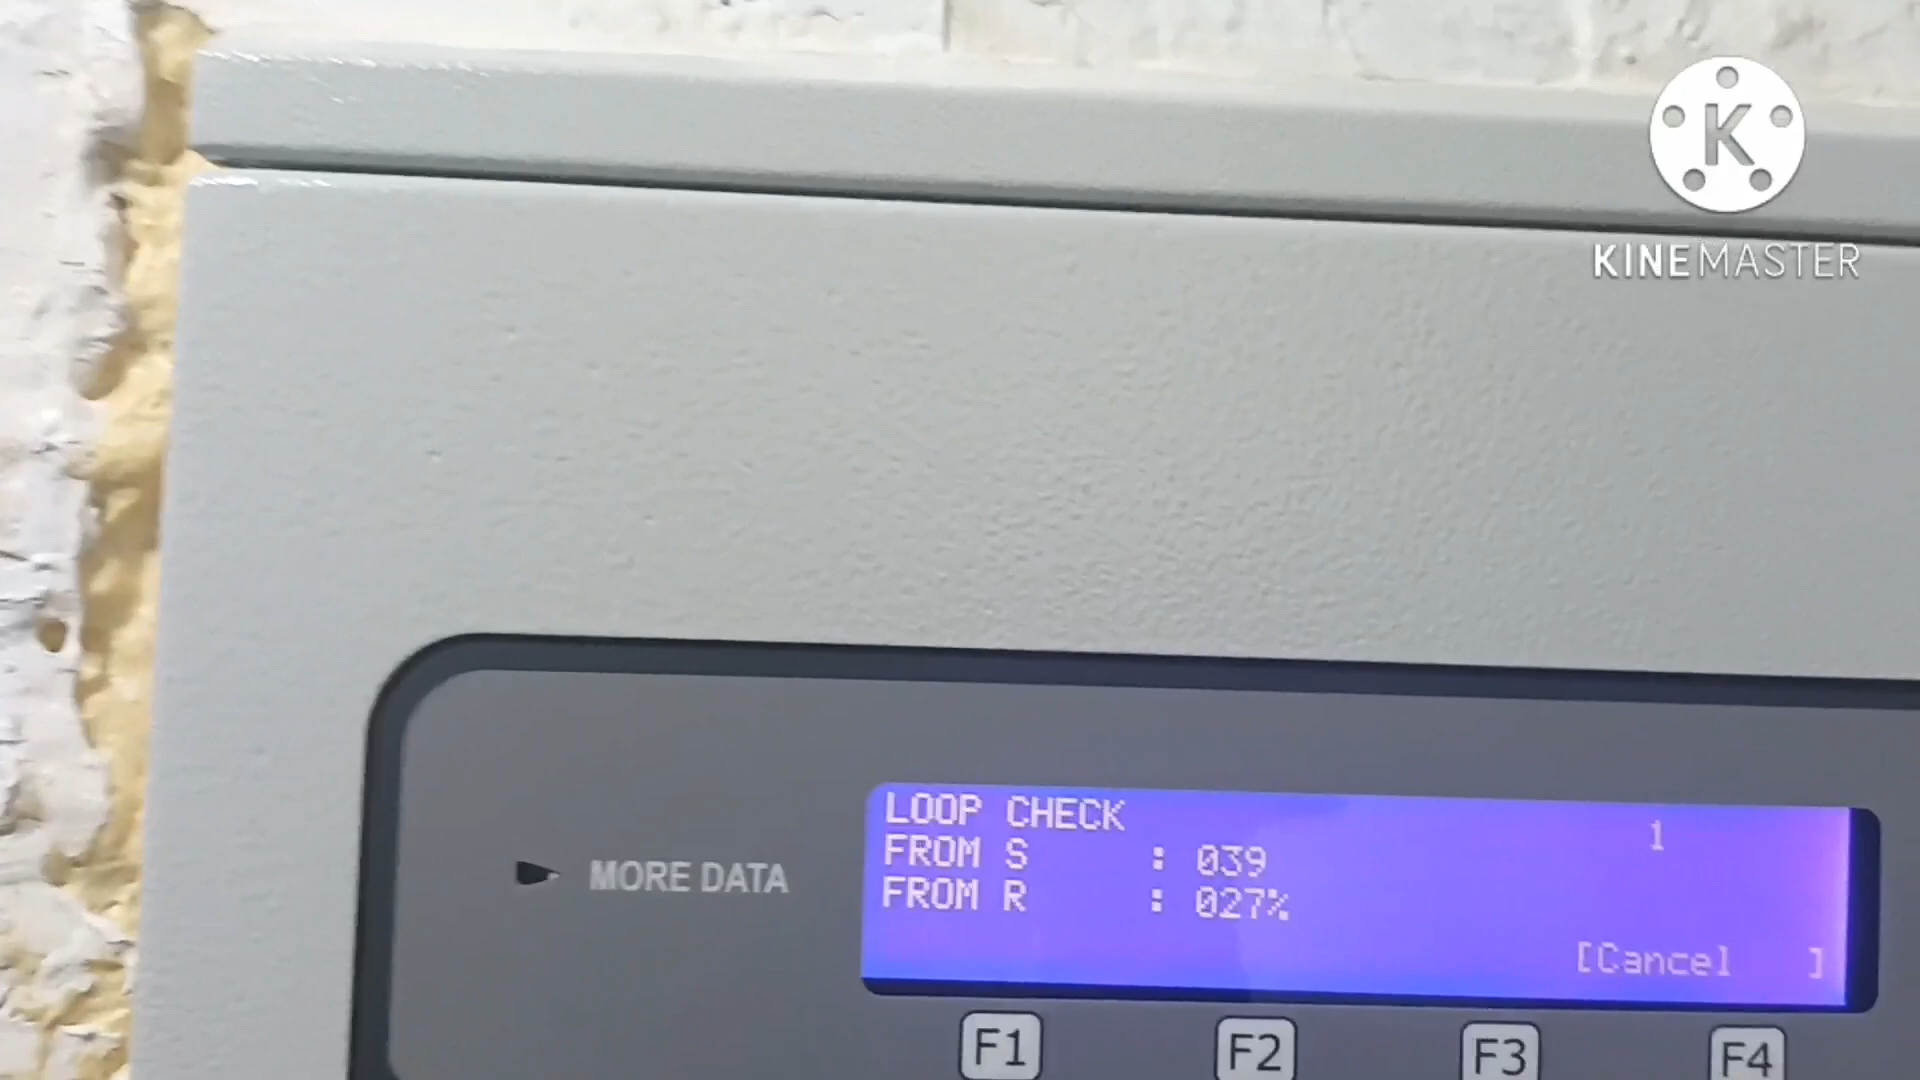 K
KINEMASTER
MORE DATA
LOOP CHECK 1
FROM S : 039
FROM R : 027%
[Cancel ]
F1 F2 F3 F4